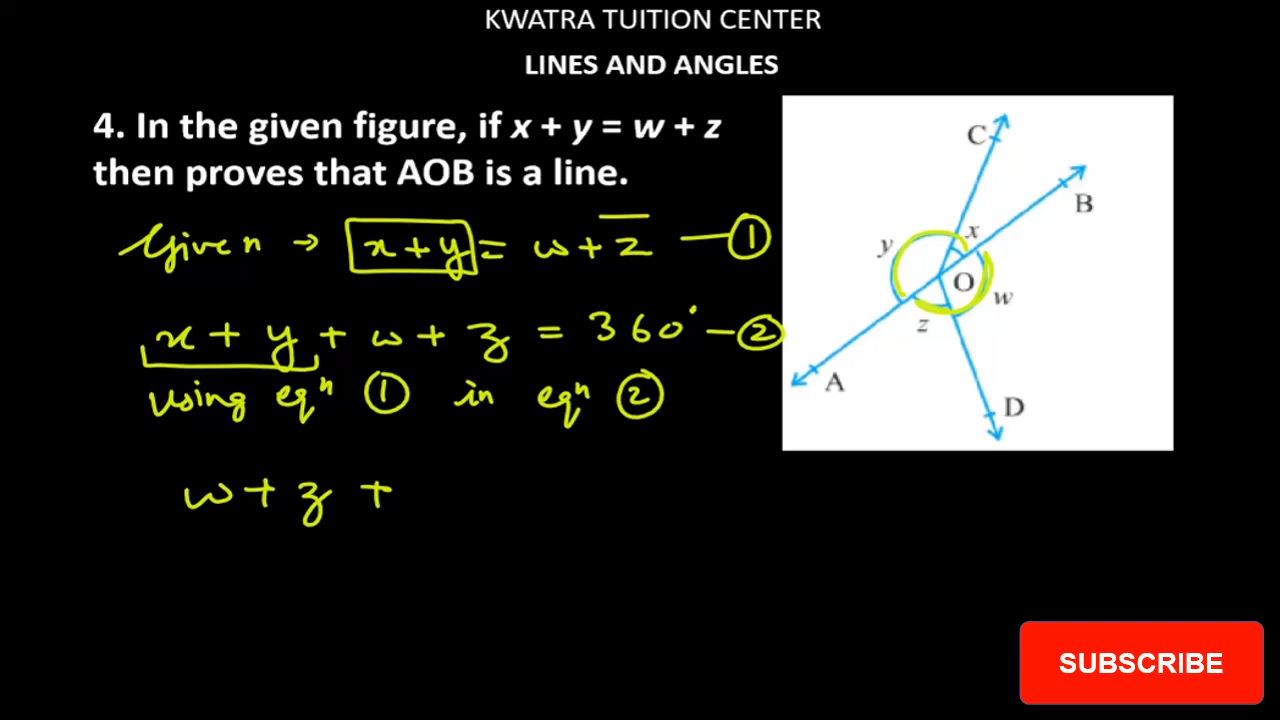 KWATRA TUITION CENTER
LINES AND ANGLES
4. In the given figure, if x + y = w + z
then proves that AOB is a line.
Given → x + y = w + z — ①
x + y + w + z = 360° — ②
using eqⁿ ① in eqⁿ ②
w + z +
C
B
x
y
O
w
z
A
D
SUBSCRIBE